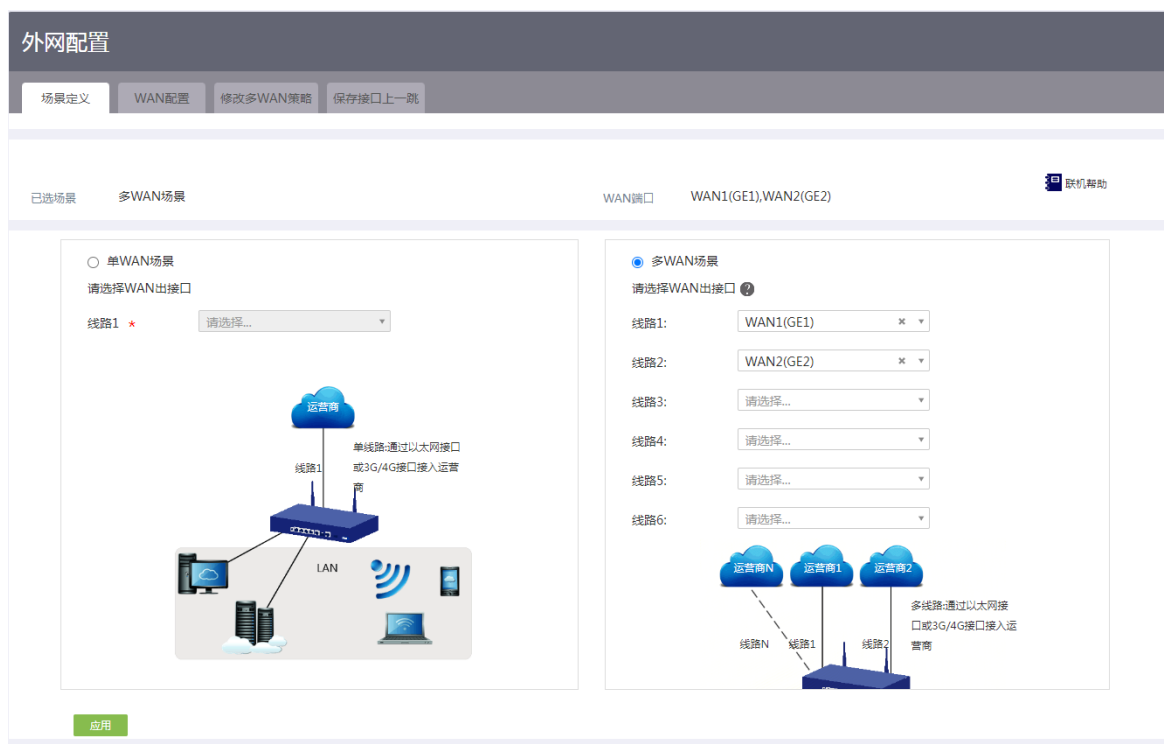 外网配置
场景定义 WAN配置 修改多WAN策略 保存接口上一跳
已选场景 多WAN场景 WAN端口 WAN1(GE1),WAN2(GE2) 联机帮助
单WAN场景
请选择WAN出接口
线路1 * 请选择...
运营商
单线路:通过以太网接口
或3G/4G接口接入运营
商
线路1
LAN
多WAN场景
请选择WAN出接口 ?
线路1: WAN1(GE1)
线路2: WAN2(GE2)
线路3: 请选择...
线路4: 请选择...
线路5: 请选择...
线路6: 请选择...
运营商N 运营商1 运营商2
多线路:通过以太网接
口或3G/4G接口接入运
营商
线路N 线路1 线路2
应用